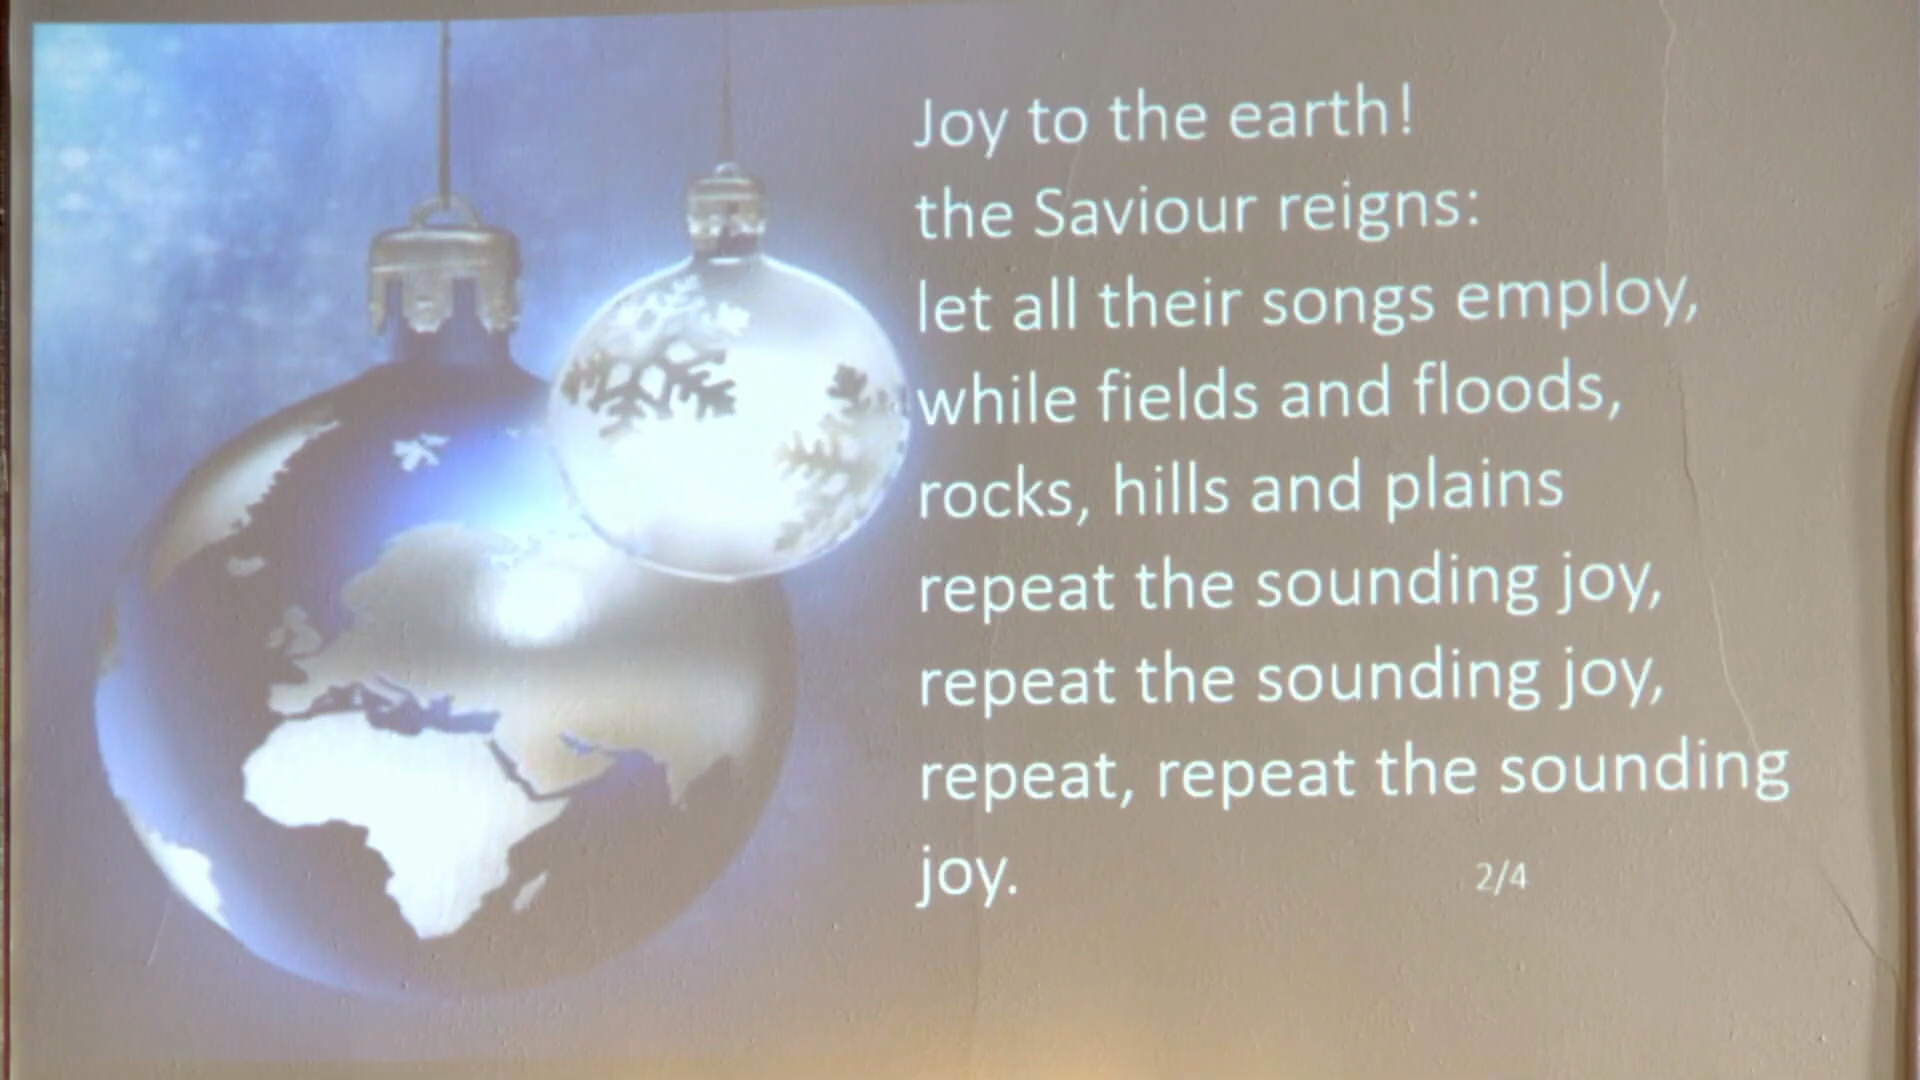 Joy to the earth!
the Saviour reigns:
let all their songs employ,
while fields and floods,
rocks, hills and plains
repeat the sounding joy,
repeat the sounding joy,
repeat, repeat the sounding
joy.
2/4